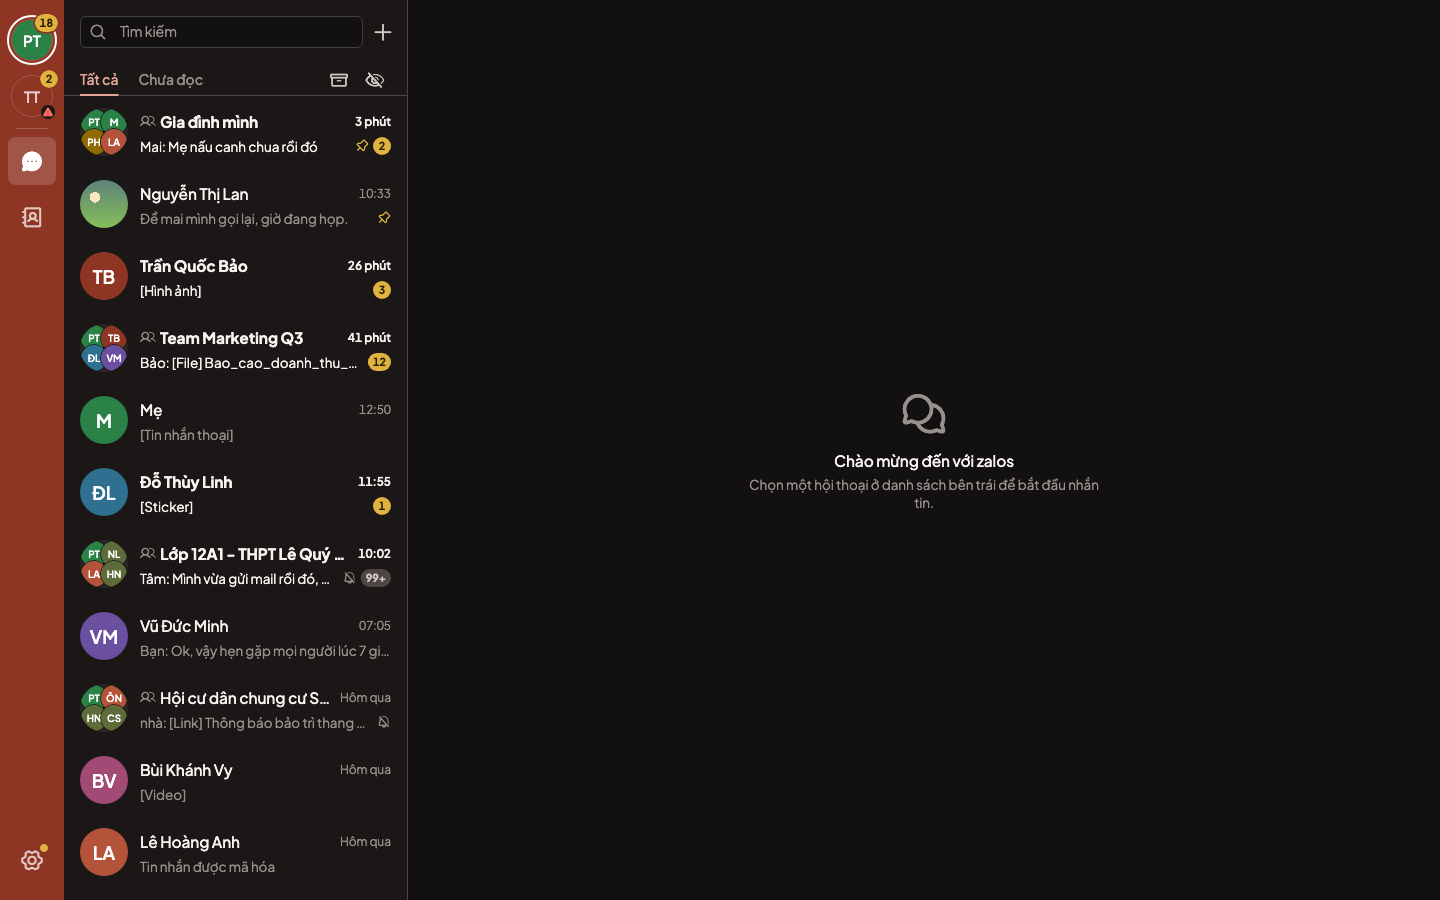 18
PT
2
TT
Tìm kiếm
Tất cả
Chưa đọc
PT M
PH LA
Gia đình mình
3 phút
Mai: Mẹ nấu canh chua rồi đó
2
Nguyễn Thị Lan
10:33
Để mai mình gọi lại, giờ đang họp.
TB
Trần Quốc Bảo
26 phút
[Hình ảnh]
3
PT TB
ĐL VM
Team Marketing Q3
41 phút
Bảo: [File] Bao_cao_doanh_thu_...
12
M
Mẹ
12:50
[Tin nhắn thoại]
ĐL
Đỗ Thùy Linh
11:55
[Sticker]
1
PT NL
LA HN
Lớp 12A1 - THPT Lê Quý ...
10:02
Tâm: Mình vừa gửi mail rồi đó, ...
99+
VM
Vũ Đức Minh
07:05
Bạn: Ok, vậy hẹn gặp mọi người lúc 7 gi...
PT ÔN
HN CS
Hội cư dân chung cư S...
Hôm qua
nhà: [Link] Thông báo bảo trì thang ...
BV
Bùi Khánh Vy
Hôm qua
[Video]
LA
Lê Hoàng Anh
Hôm qua
Tin nhắn được mã hóa
Chào mừng đến với zalos
Chọn một hội thoại ở danh sách bên trái để bắt đầu nhắn
tin.